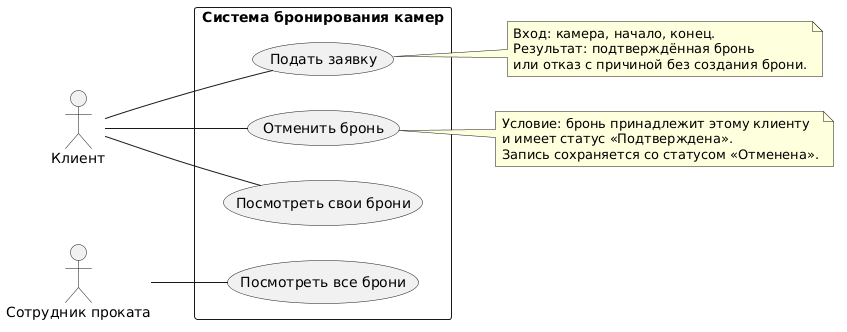 Система бронирования камер
Подать заявку
Вход: камера, начало, конец.
Результат: подтверждённая бронь
или отказ с причиной без создания брони.
Отменить бронь
Условие: бронь принадлежит этому клиенту
и имеет статус «Подтверждена».
Запись сохраняется со статусом «Отменена».
Клиент
Посмотреть свои брони
Посмотреть все брони
Сотрудник проката